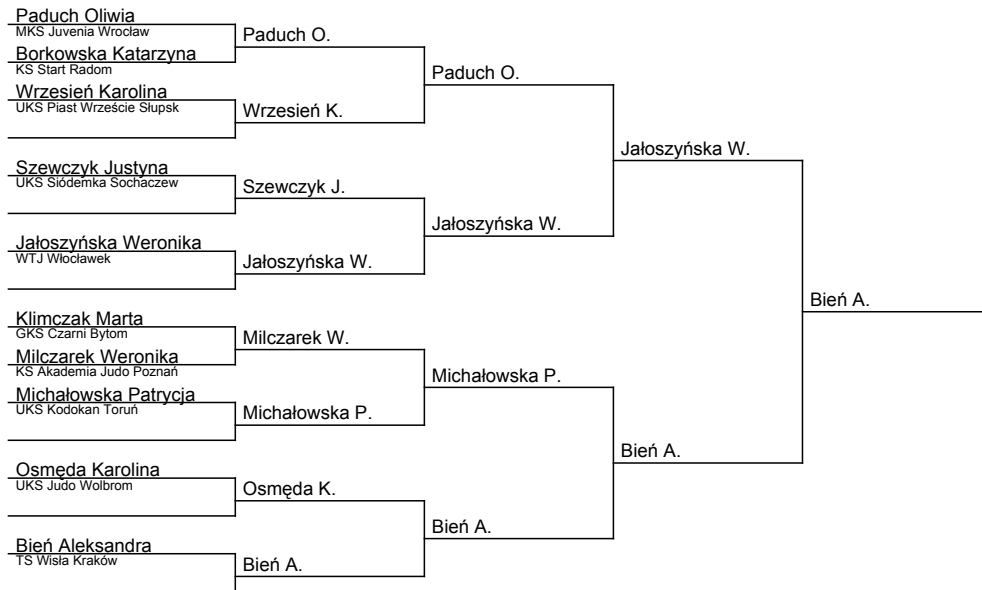 Paduch Oliwia
MKS Juvenia Wrocław
Borkowska Katarzyna
KS Start Radom
Wrzesień Karolina
UKS Piast Wrzeście Słupsk
Szewczyk Justyna
UKS Siódemka Sochaczew
Jałoszyńska Weronika
WTJ Włocławek
Klimczak Marta
GKS Czarni Bytom
Milczarek Weronika
KS Akademia Judo Poznań
Michałowska Patrycja
UKS Kodokan Toruń
Osmęda Karolina
UKS Judo Wolbrom
Bień Aleksandra
TS Wisła Kraków
Paduch O.
Wrzesień K.
Szewczyk J.
Jałoszyńska W.
Milczarek W.
Michałowska P.
Osmęda K.
Bień A.
Paduch O.
Jałoszyńska W.
Michałowska P.
Bień A.
Jałoszyńska W.
Bień A.
Bień A.